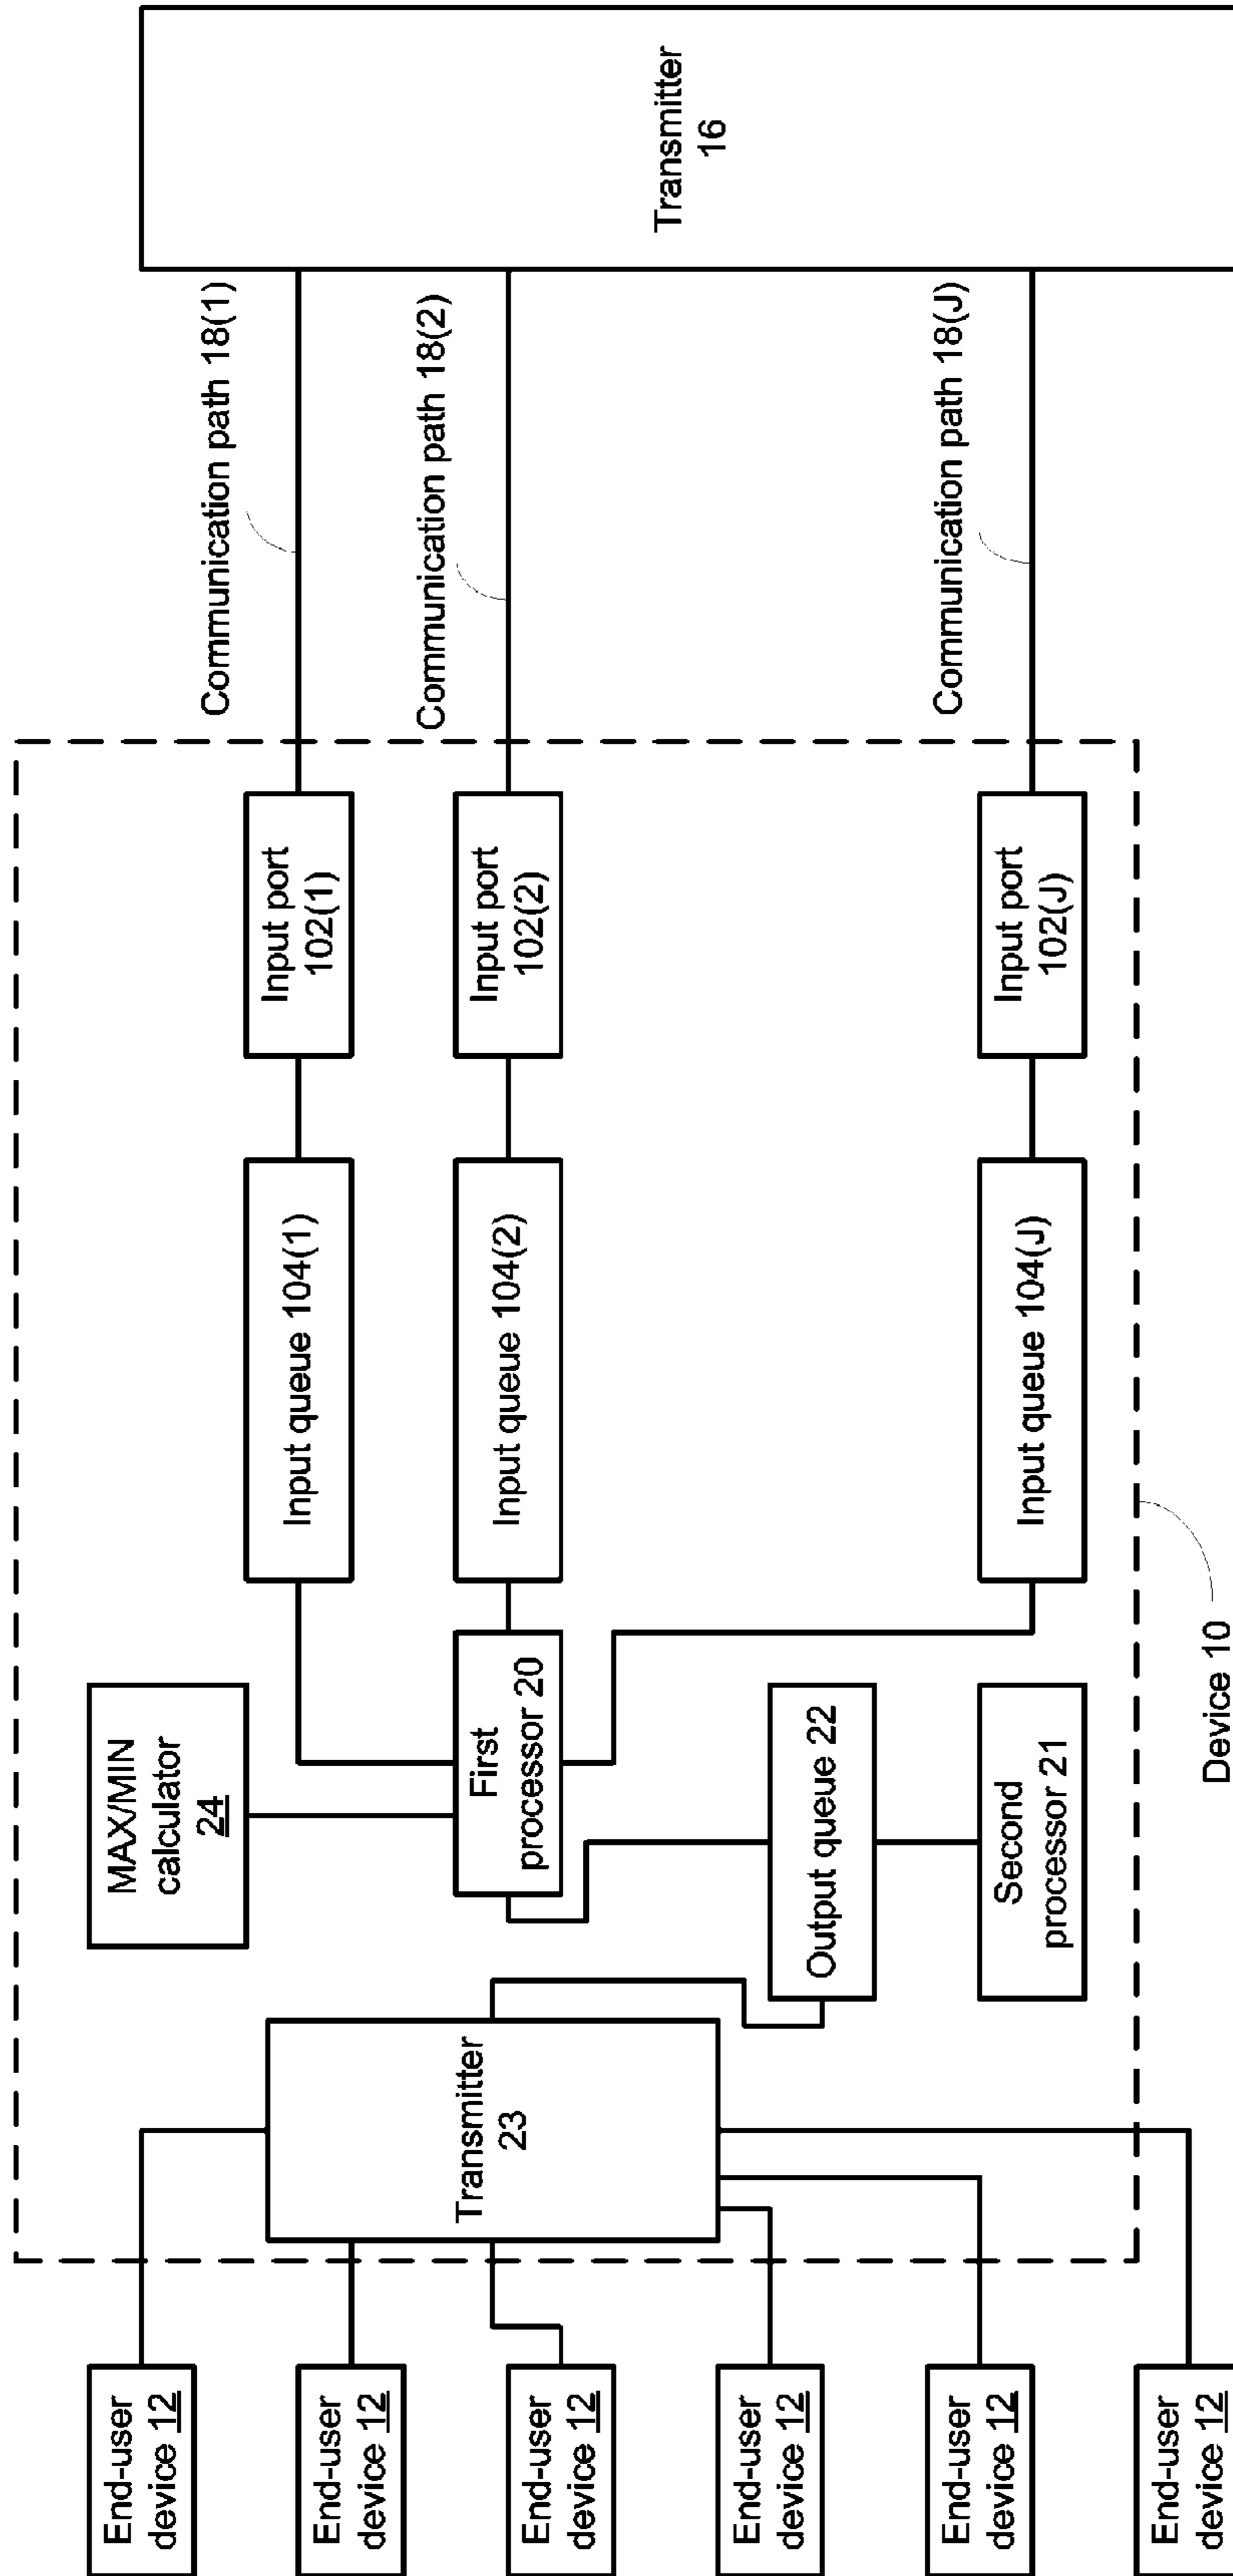 Transmitter
16
Communication path 18(1)
Communication path 18(2)
Communication path 18(J)
Input port
102(1)
Input port
102(2)
Input port
102(J)
Input queue 104(1)
Input queue 104(2)
Input queue 104(J)
MAX/MIN
calculator
24
First
processor 20
Output queue 22
Second
processor 21
Device 10
Transmitter
23
End-user
device 12
End-user
device 12
End-user
device 12
End-user
device 12
End-user
device 12
End-user
device 12